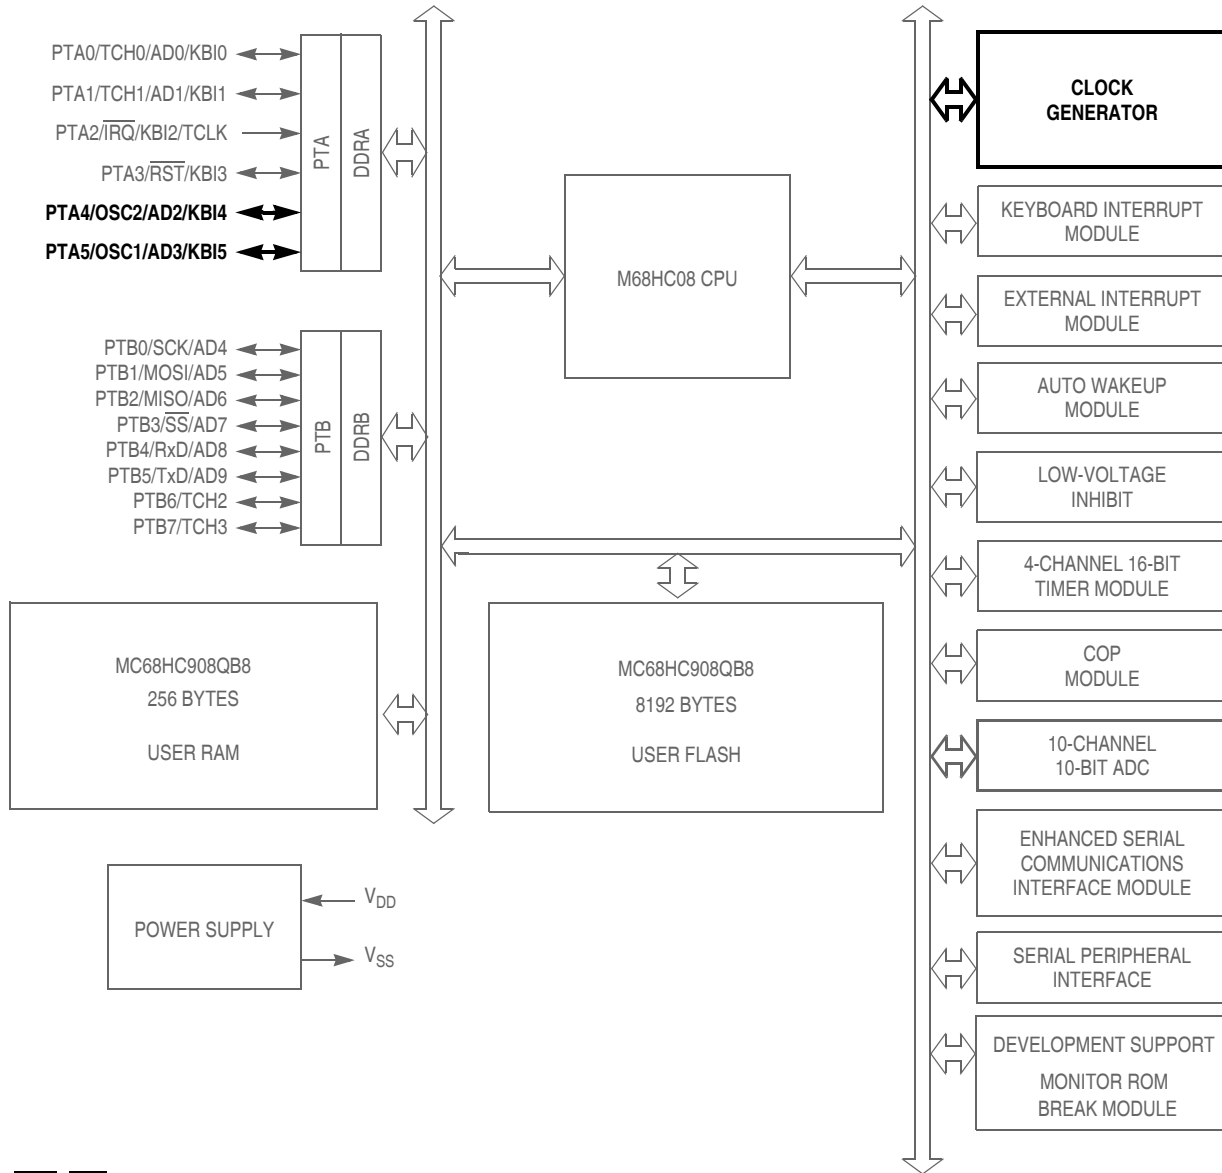 PTA0/TCH0/AD0/KBI0
PTA1/TCH1/AD1/KBI1
PTA2/IRQ/KBI2/TCLK
PTA3/RST/KBI3
PTA4/OSC2/AD2/KBI4
PTA5/OSC1/AD3/KBI5
PTA
DDRA
PTB0/SCK/AD4
PTB1/MOSI/AD5
PTB2/MISO/AD6
PTB3/SS/AD7
PTB4/RxD/AD8
PTB5/TxD/AD9
PTB6/TCH2
PTB7/TCH3
PTB
DDRB
M68HC08 CPU
MC68HC908QB8
256 BYTES
USER RAM
MC68HC908QB8
8192 BYTES
USER FLASH
POWER SUPPLY
VDD
VSS
CLOCK
GENERATOR
KEYBOARD INTERRUPT
MODULE
EXTERNAL INTERRUPT
MODULE
AUTO WAKEUP
MODULE
LOW-VOLTAGE
INHIBIT
4-CHANNEL 16-BIT
TIMER MODULE
COP
MODULE
10-CHANNEL
10-BIT ADC
ENHANCED SERIAL
COMMUNICATIONS
INTERFACE MODULE
SERIAL PERIPHERAL
INTERFACE
DEVELOPMENT SUPPORT
MONITOR ROM
BREAK MODULE